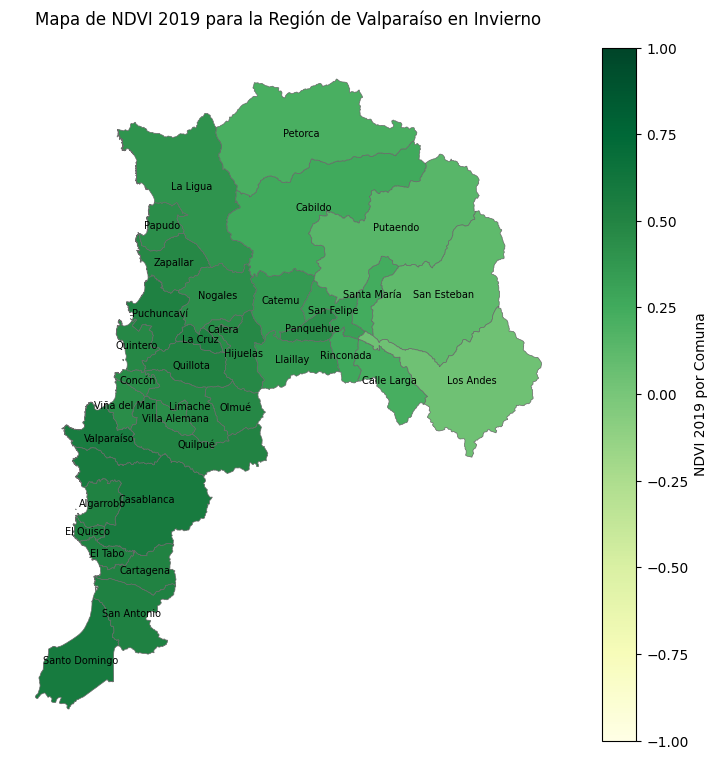 Mapa de NDVI 2019 para la Región de Valparaíso en Invierno
Petorca
La Ligua
Cabildo
Papudo
Putaendo
Zapallar
Nogales
Catemu
Santa María
San Esteban
Puchuncaví
San Felipe
Calera
Panquehue
La Cruz
Quintero
Hijuelas
Rinconada
Llaillay
Quillota
Concón
Calle Larga
Los Andes
Viña del Mar
Limache
Olmué
Villa Alemana
Valparaíso
Quilpué
Casablanca
Algarrobo
El Quisco
El Tabo
Cartagena
San Antonio
Santo Domingo
1.00
0.75
0.50
0.25
0.00
−0.25
−0.50
−0.75
−1.00
NDVI 2019 por Comuna